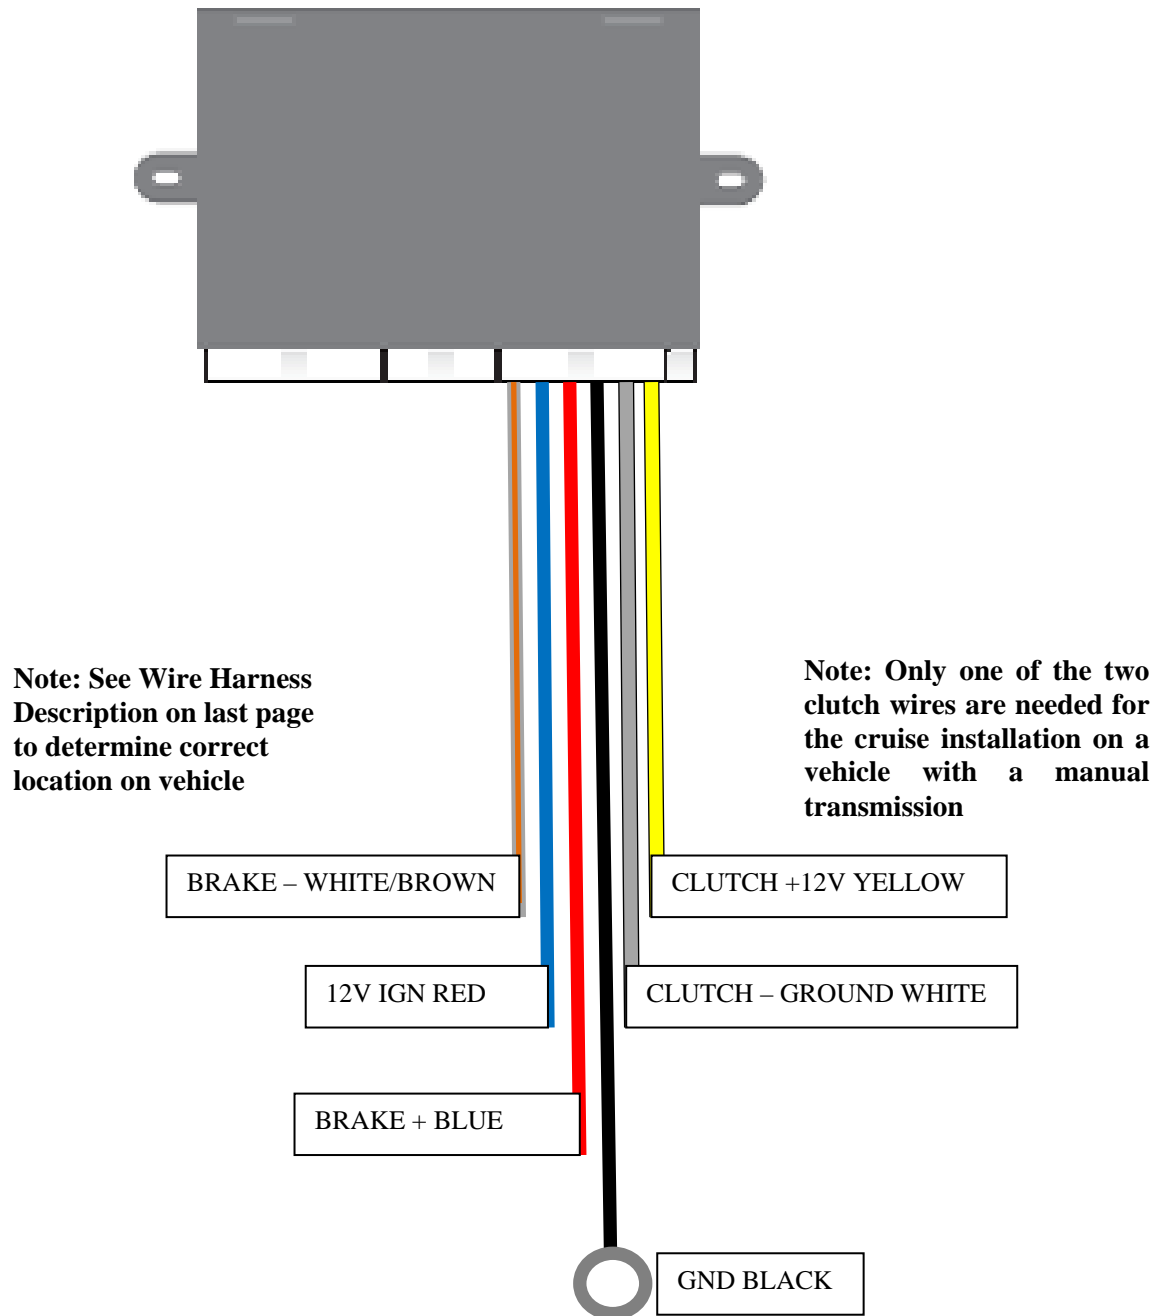 Note: See Wire Harness
Description on last page
to determine correct
location on vehicle
Note: Only one of the two
clutch wires are needed for
the cruise installation on a
vehicle with a manual
transmission
BRAKE – WHITE/BROWN
CLUTCH +12V YELLOW
12V IGN RED
CLUTCH – GROUND WHITE
BRAKE + BLUE
GND BLACK